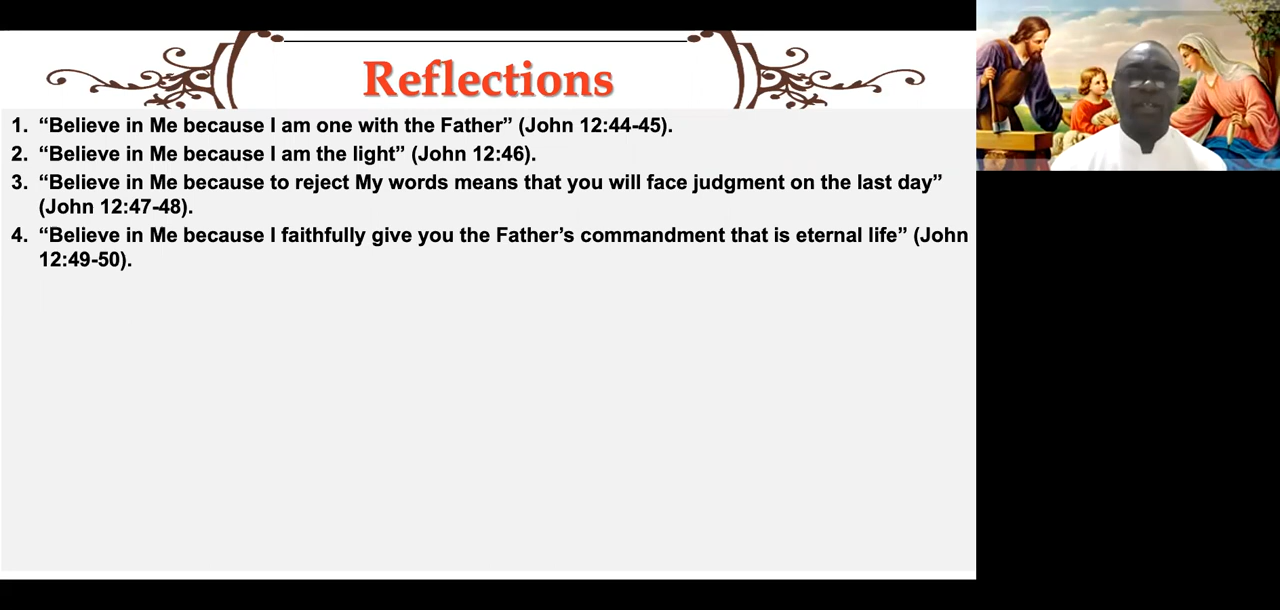 Reflections
1. “Believe in Me because I am one with the Father” (John 12:44-45).
2. “Believe in Me because I am the light” (John 12:46).
3. “Believe in Me because to reject My words means that you will face judgment on the last day”
(John 12:47-48).
4. “Believe in Me because I faithfully give you the Father’s commandment that is eternal life” (John
12:49-50).